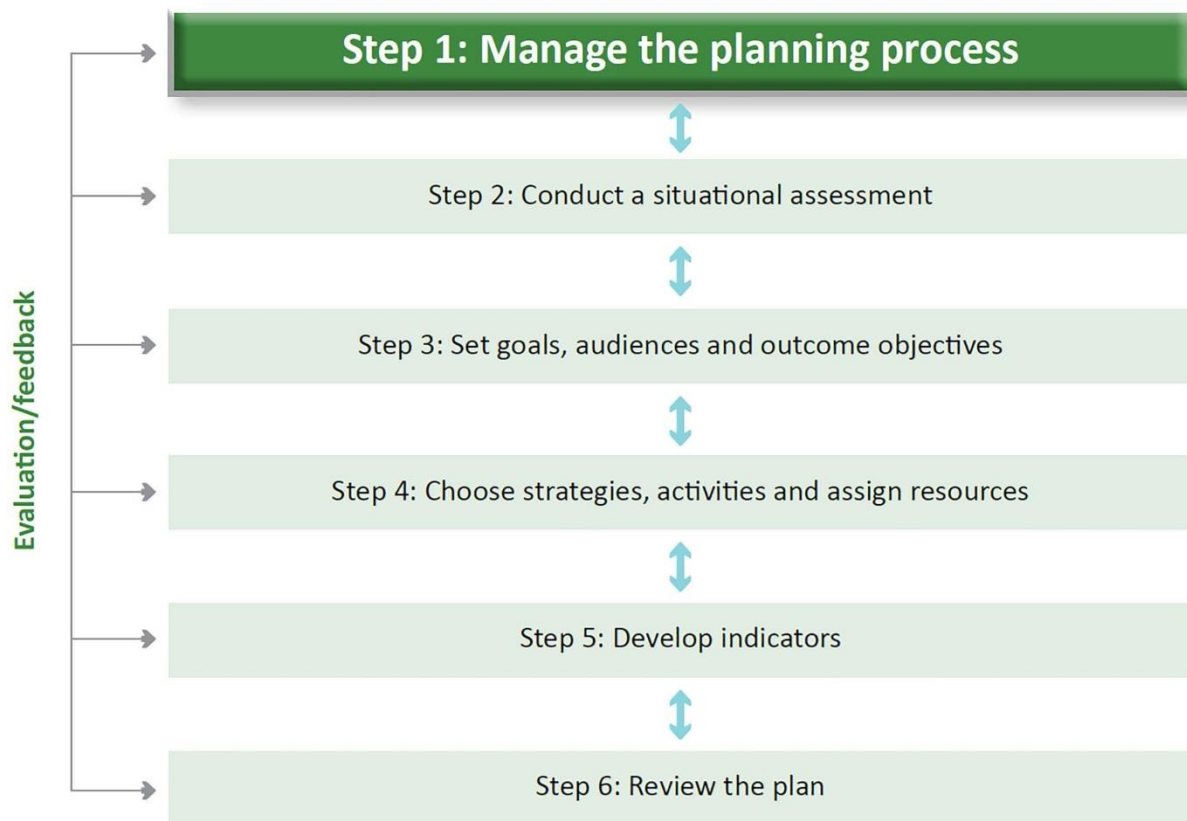 Step 1: Manage the planning process
Step 2: Conduct a situational assessment
Step 3: Set goals, audiences and outcome objectives
Step 4: Choose strategies, activities and assign resources
Step 5: Develop indicators
Step 6: Review the plan
Evaluation/feedback